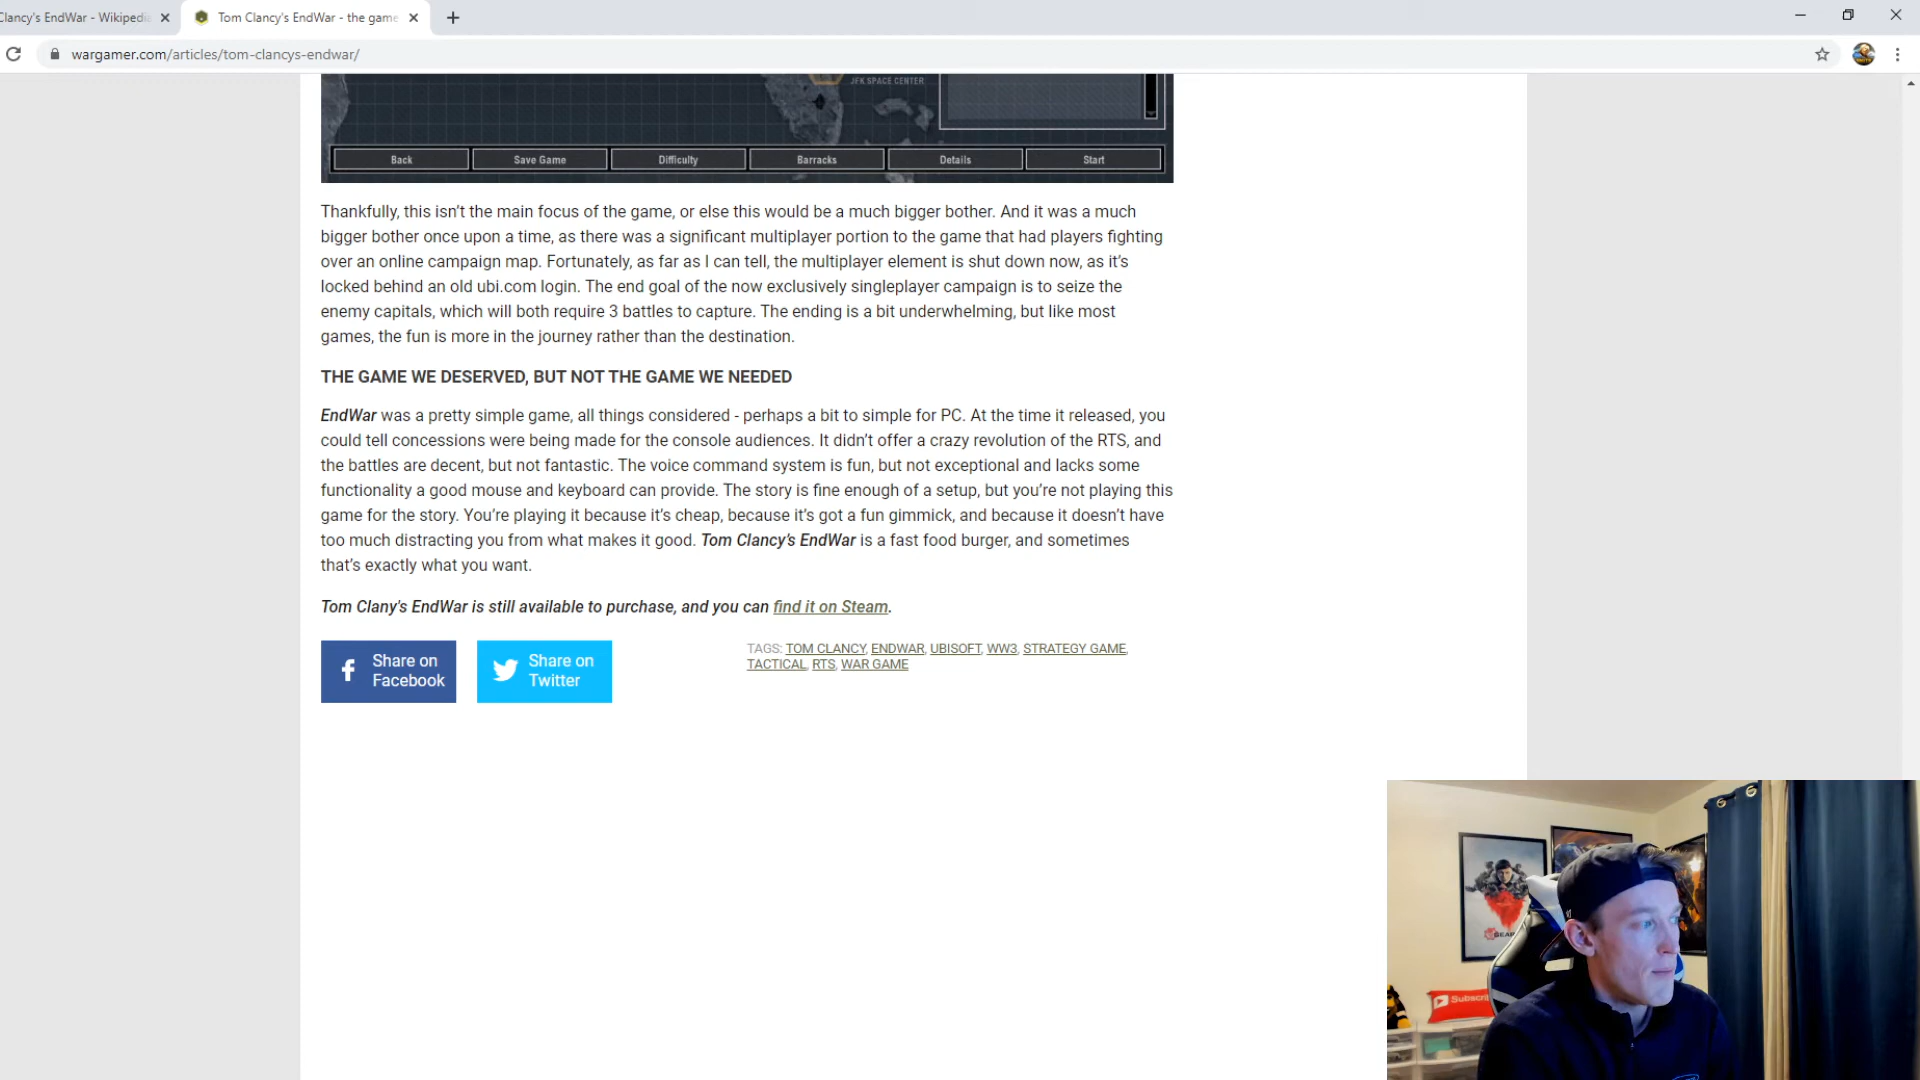 Clancy's EndWar - Wikipedi
Tom Clancy's EndWar - the game
wargamer.com/articles/tom-clancys-endwar/
JFK SPACE CENTER
Back
Save Game
Difficulty
Barracks
Details
Start
Thankfully, this isn't the main focus of the game, or else this would be a much bigger bother. And it was a much
bigger bother once upon a time, as there was a significant multiplayer portion to the game that had players fighting
over an online campaign map. Fortunately, as far as I can tell, the multiplayer element is shut down now, as it's
locked behind an old ubi.com login. The end goal of the now exclusively singleplayer campaign is to seize the
enemy capitals, which will both require 3 battles to capture. The ending is a bit underwhelming, but like most
games, the fun is more in the journey rather than the destination.
THE GAME WE DESERVED, BUT NOT THE GAME WE NEEDED
EndWar was a pretty simple game, all things considered - perhaps a bit to simple for PC. At the time it released, you
could tell concessions were being made for the console audiences. It didn't offer a crazy revolution of the RTS, and
the battles are decent, but not fantastic. The voice command system is fun, but not exceptional and lacks some
functionality a good mouse and keyboard can provide. The story is fine enough of a setup, but you're not playing this
game for the story. You're playing it because it's cheap, because it's got a fun gimmick, and because it doesn't have
too much distracting you from what makes it good. Tom Clancy's EndWar is a fast food burger, and sometimes
that's exactly what you want.
Tom Clany's EndWar is still available to purchase, and you can find it on Steam.
Share on
Facebook
Share on
Twitter
TAGS: TOM CLANCY, ENDWAR, UBISOFT, WW3, STRATEGY GAME,
TACTICAL, RTS, WAR GAME
GEAR
Subscri